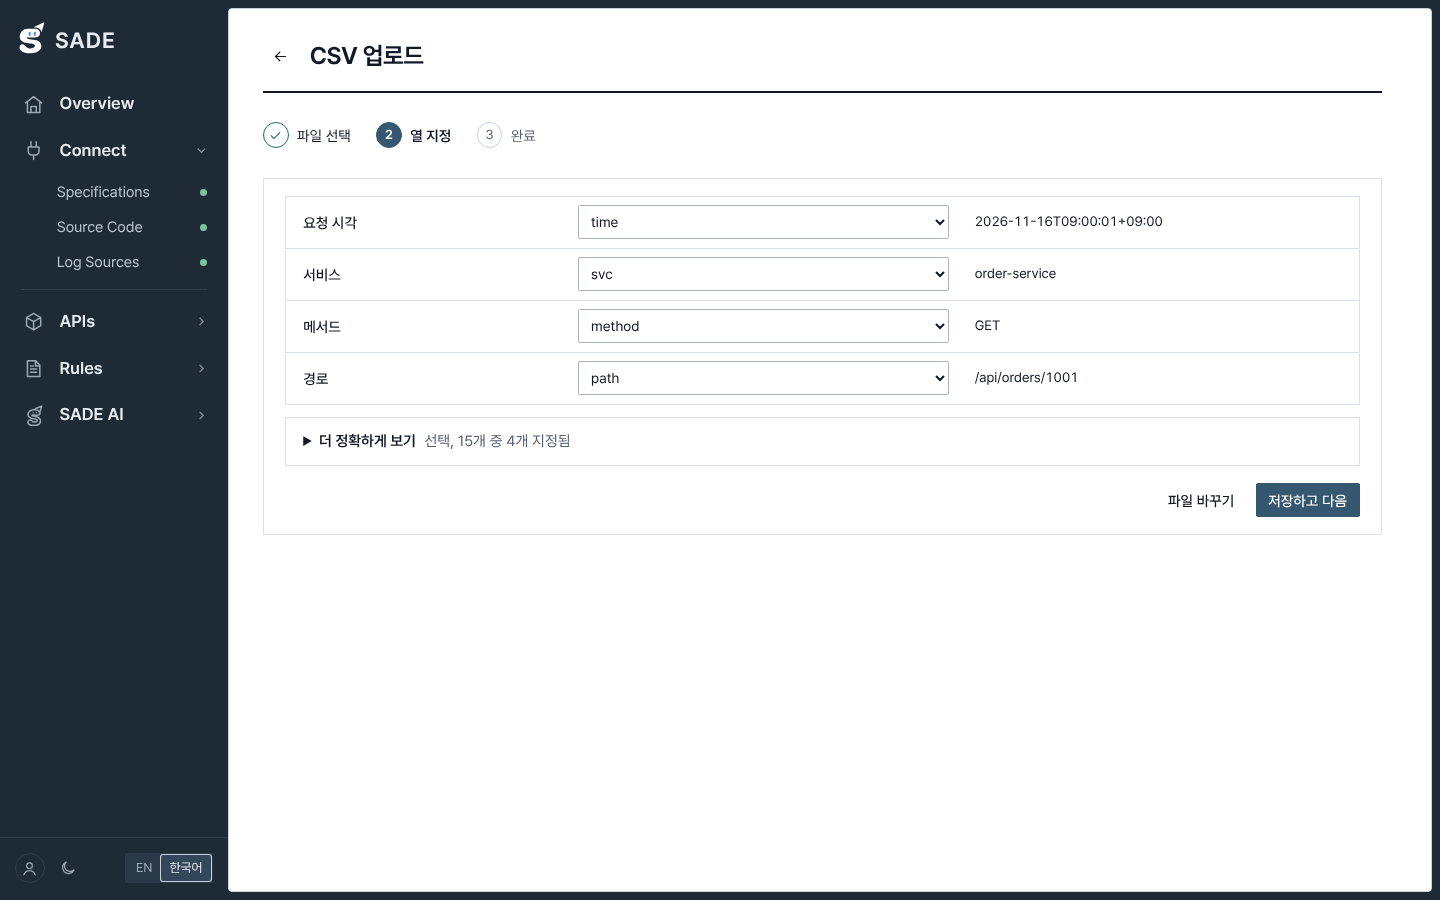 SADE
Overview
Connect
Specifications
Source Code
Log Sources
APIs
Rules
SADE AI
EN
한국어
CSV 업로드
파일 선택
2 열 지정
3 완료
요청 시각 time 2026-11-16T09:00:01+09:00
서비스 svc order-service
메서드 method GET
경로 path /api/orders/1001
더 정확하게 보기 선택, 15개 중 4개 지정됨
파일 바꾸기 저장하고 다음